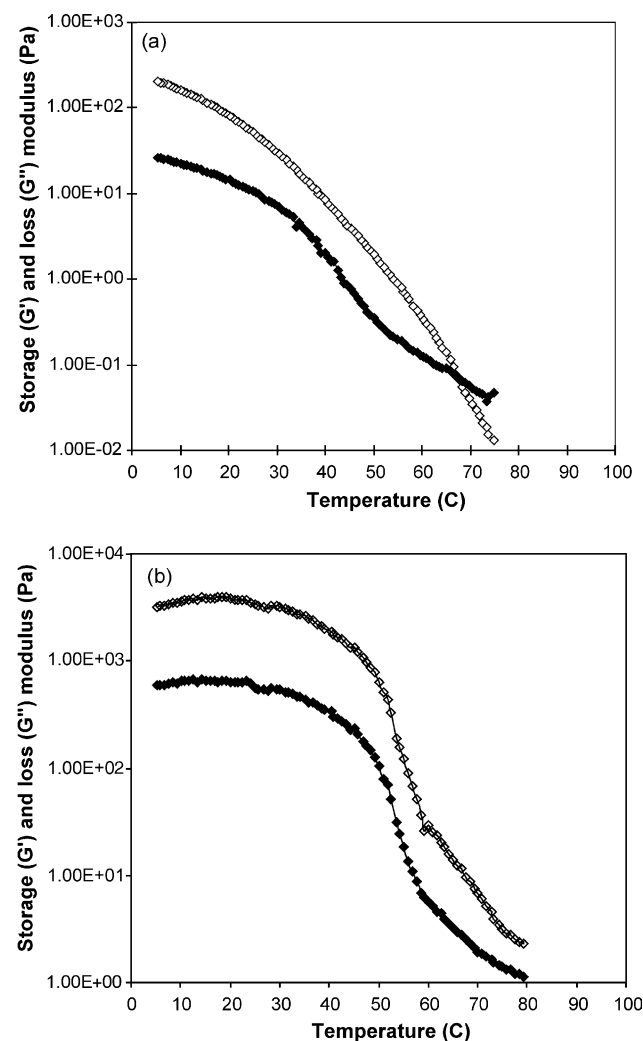 (a)
Storage (G') and loss (G") modulus (Pa)
1.00E+03
1.00E+02
1.00E+01
1.00E+00
1.00E-01
1.00E-02
0 10 20 30 40 50 60 70 80 90 100
Temperature (C)
(b)
Storage (G') and loss (G") modulus (Pa)
1.00E+04
1.00E+03
1.00E+02
1.00E+01
1.00E+00
0 10 20 30 40 50 60 70 80 90 100
Temperature (C)